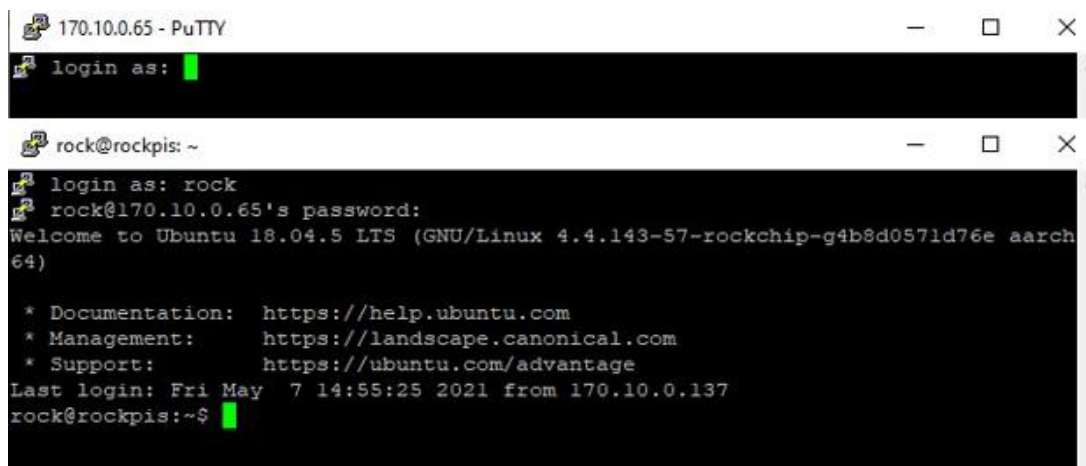 170.10.0.65 - PuTTY
login as:
rock@rockpis: ~
login as: rock
rock@170.10.0.65's password:
Welcome to Ubuntu 18.04.5 LTS (GNU/Linux 4.4.143-57-rockchip-g4b8d0571d76e aarch
64)
* Documentation:  https://help.ubuntu.com
* Management:     https://landscape.canonical.com
* Support:        https://ubuntu.com/advantage
Last login: Fri May  7 14:55:25 2021 from 170.10.0.137
rock@rockpis:~$